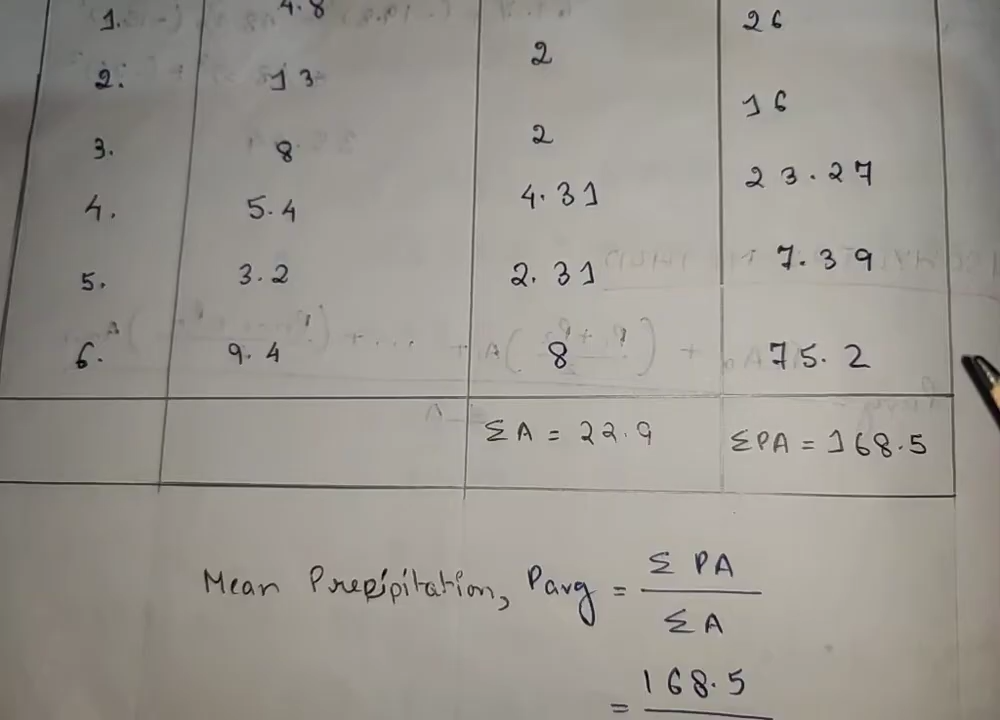 1. 4.8
2. 13 2 26
3. 8 2 16
4. 5.4 4.31 23.27
5. 3.2 2.31 7.39
6. 9.4 8 75.2
ΣA = 22.9 ΣPA = 168.5
Mean Prepipitation, Pavg = ΣPA
ΣA
= 168.5